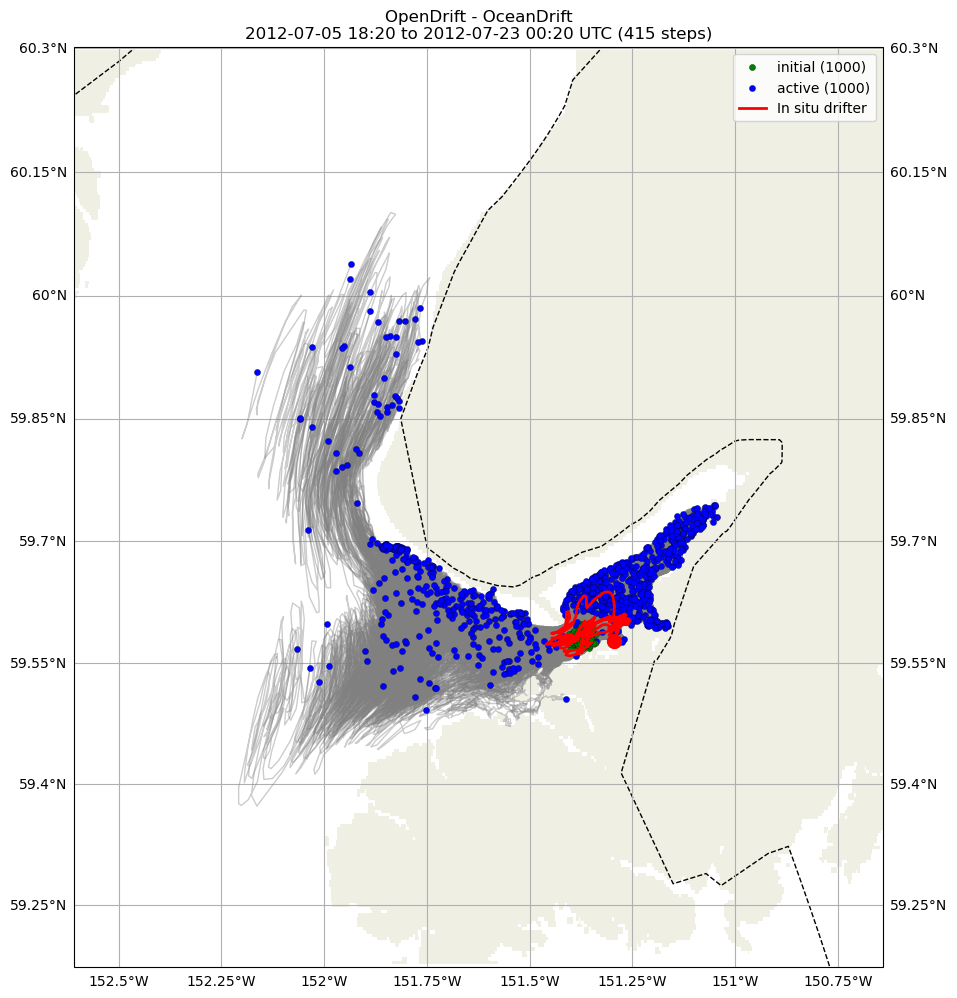 OpenDrift - OceanDrift
2012-07-05 18:20 to 2012-07-23 00:20 UTC (415 steps)
initial (1000)
active (1000)
In situ drifter
60.3°N
60.3°N
60.15°N
60.15°N
60°N
60°N
59.85°N
59.85°N
59.7°N
59.7°N
59.55°N
59.55°N
59.4°N
59.4°N
59.25°N
59.25°N
152.5°W
152.25°W
152°W
151.75°W
151.5°W
151.25°W
151°W
150.75°W